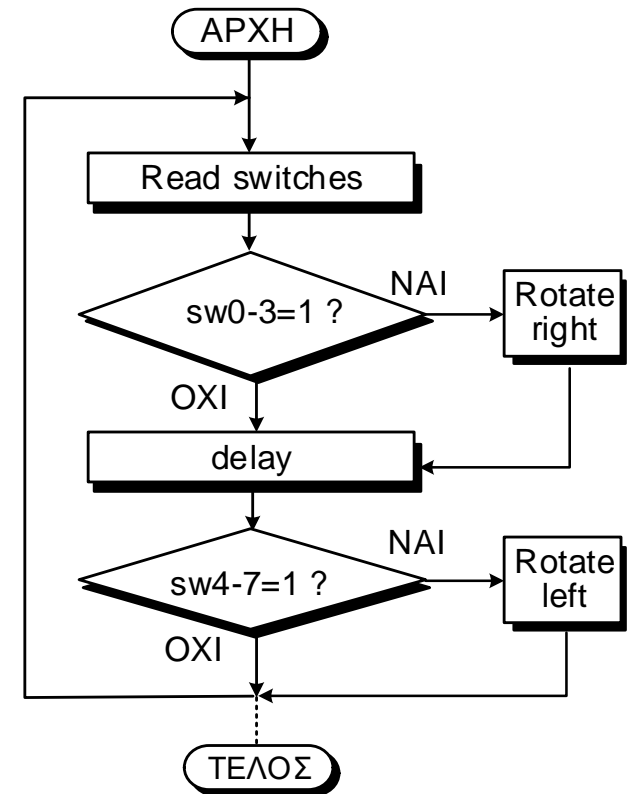 ΑΡΧΗ
Read switches
sw0-3=1 ?
ΝΑΙ
Rotate
right
ΟΧΙ
delay
sw4-7=1 ?
ΝΑΙ
Rotate
left
ΟΧΙ
ΤΕΛΟΣ